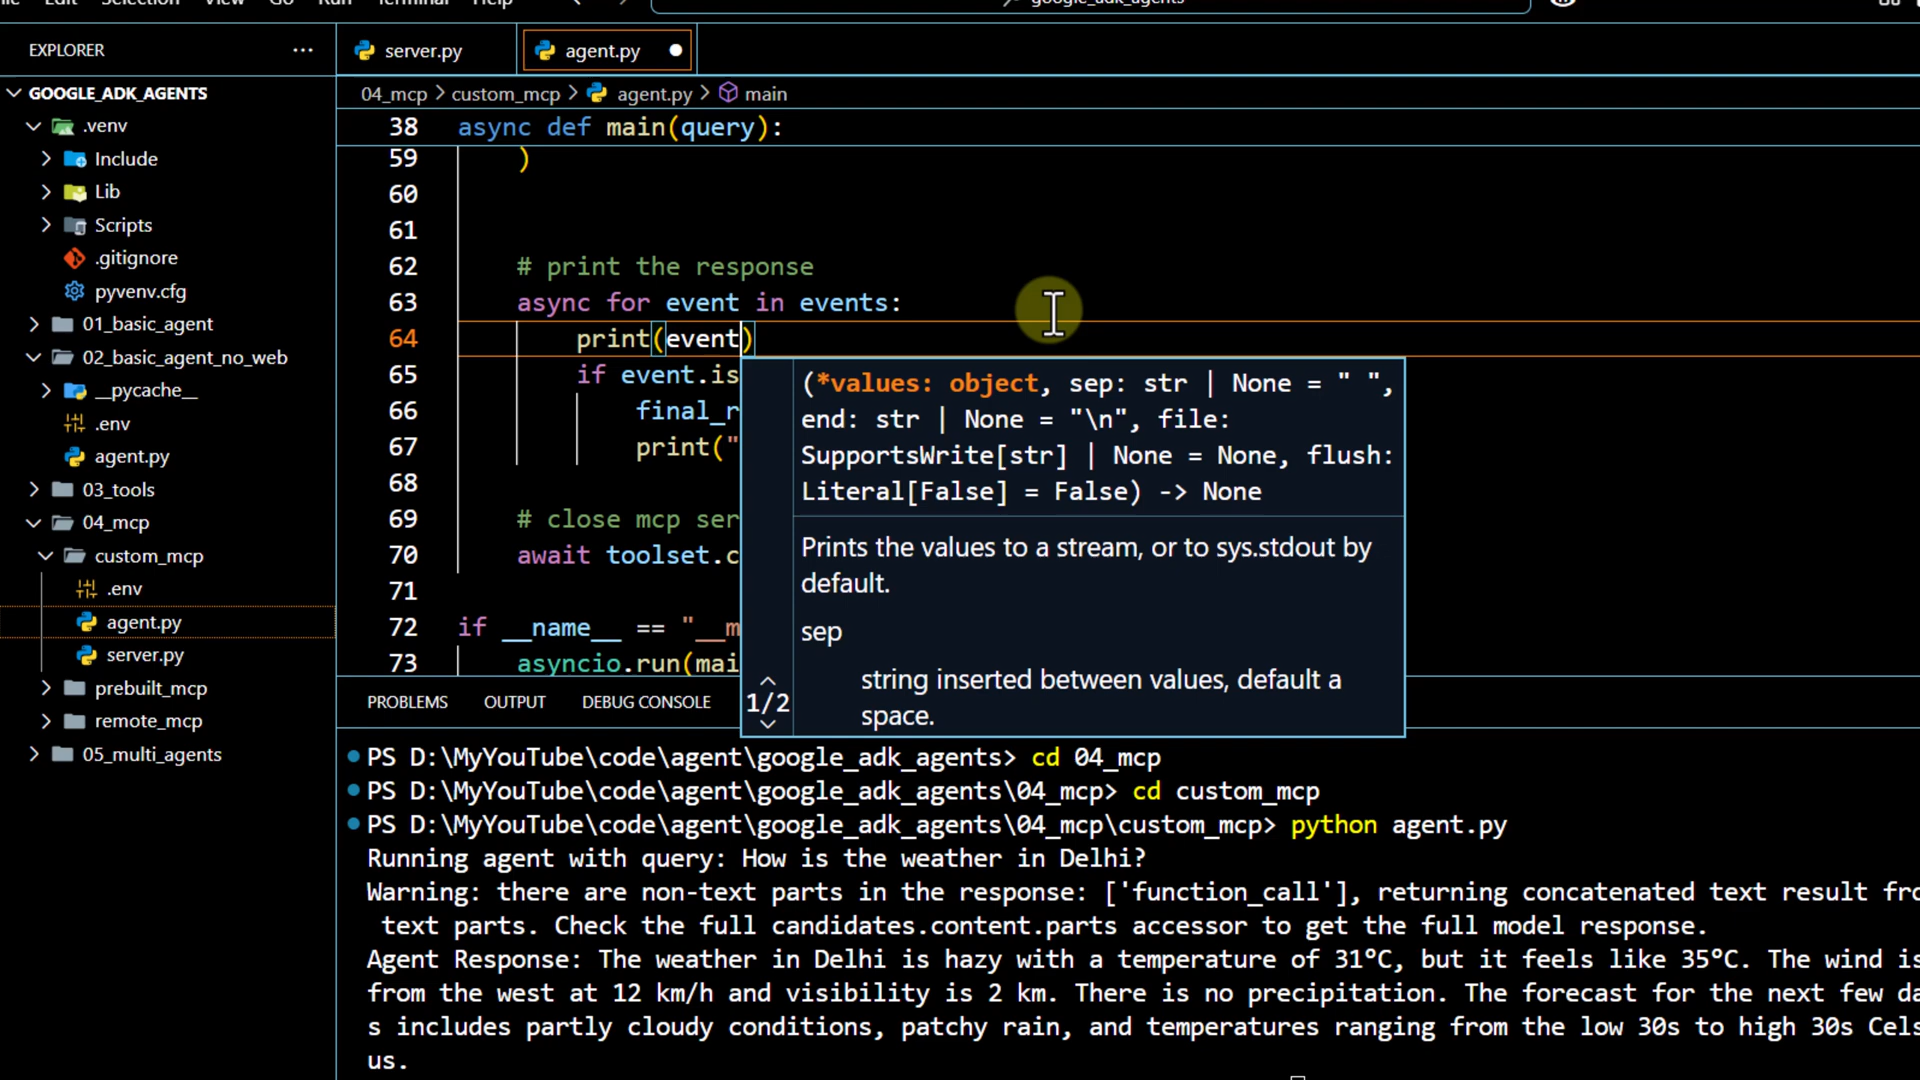 Edit Selection View Go Run Terminal Help
google_adk_agents
EXPLORER
GOOGLE_ADK_AGENTS
.venv
Include
Lib
Scripts
.gitignore
pyvenv.cfg
01_basic_agent
02_basic_agent_no_web
__pycache__
.env
agent.py
03_tools
04_mcp
custom_mcp
.env
agent.py
server.py
prebuilt_mcp
remote_mcp
05_multi_agents
server.py
agent.py
04_mcp > custom_mcp > agent.py > main
38 async def main(query):
59 )
60
61
62 # print the response
63 async for event in events:
64 print(event)
65 if event.is
66 final_r
67 print("
68
69 # close mcp ser
70 await toolset.c
71
72 if __name__ == "__m
73 asyncio.run(mai
(*values: object, sep: str | None = " ",
end: str | None = "\n", file:
SupportsWrite[str] | None = None, flush:
Literal[False] = False) -> None
Prints the values to a stream, or to sys.stdout by
default.
sep
string inserted between values, default a
space.
1/2
PROBLEMS OUTPUT DEBUG CONSOLE
PS D:\MyYouTube\code\agent\google_adk_agents> cd 04_mcp
PS D:\MyYouTube\code\agent\google_adk_agents\04_mcp> cd custom_mcp
PS D:\MyYouTube\code\agent\google_adk_agents\04_mcp\custom_mcp> python agent.py
Running agent with query: How is the weather in Delhi?
Warning: there are non-text parts in the response: ['function_call'], returning concatenated text result fro
text parts. Check the full candidates.content.parts accessor to get the full model response.
Agent Response: The weather in Delhi is hazy with a temperature of 31°C, but it feels like 35°C. The wind is
from the west at 12 km/h and visibility is 2 km. There is no precipitation. The forecast for the next few da
s includes partly cloudy conditions, patchy rain, and temperatures ranging from the low 30s to high 30s Cels
us.